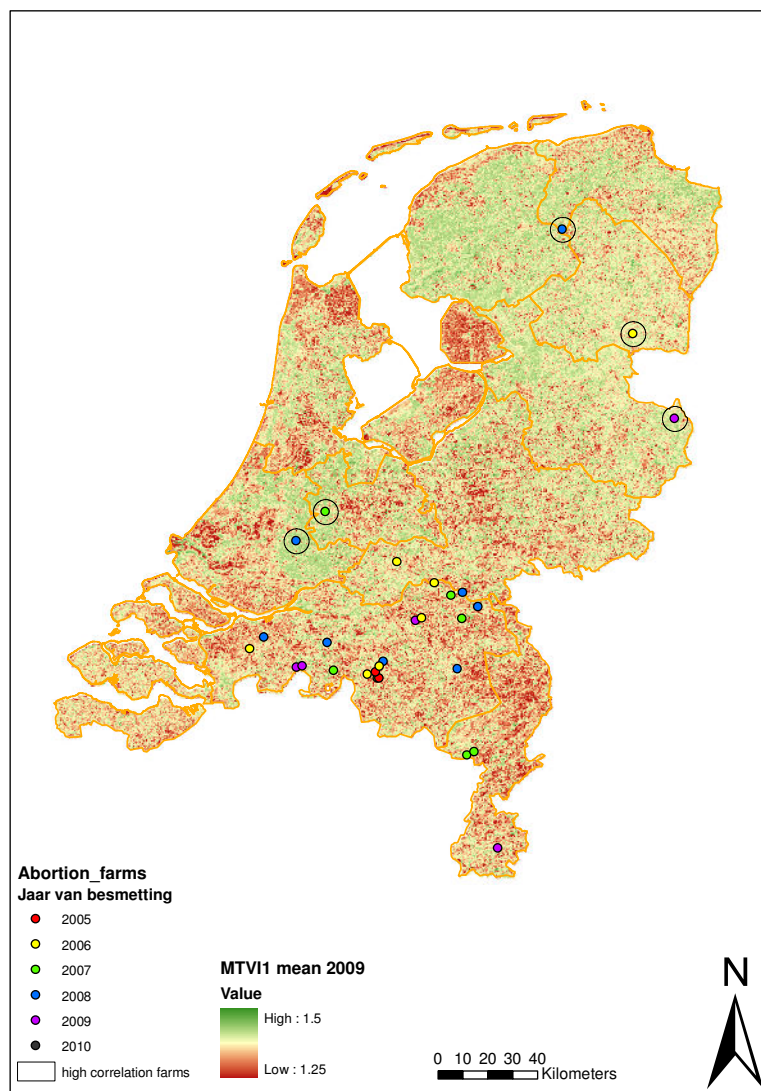 Abortion_farms
Jaar van besmetting
2005
2006
2007
2008
2009
2010
high correlation farms
MTVI1 mean 2009
Value
High : 1.5
Low : 1.25
0 10 20 30 40
Kilometers
N